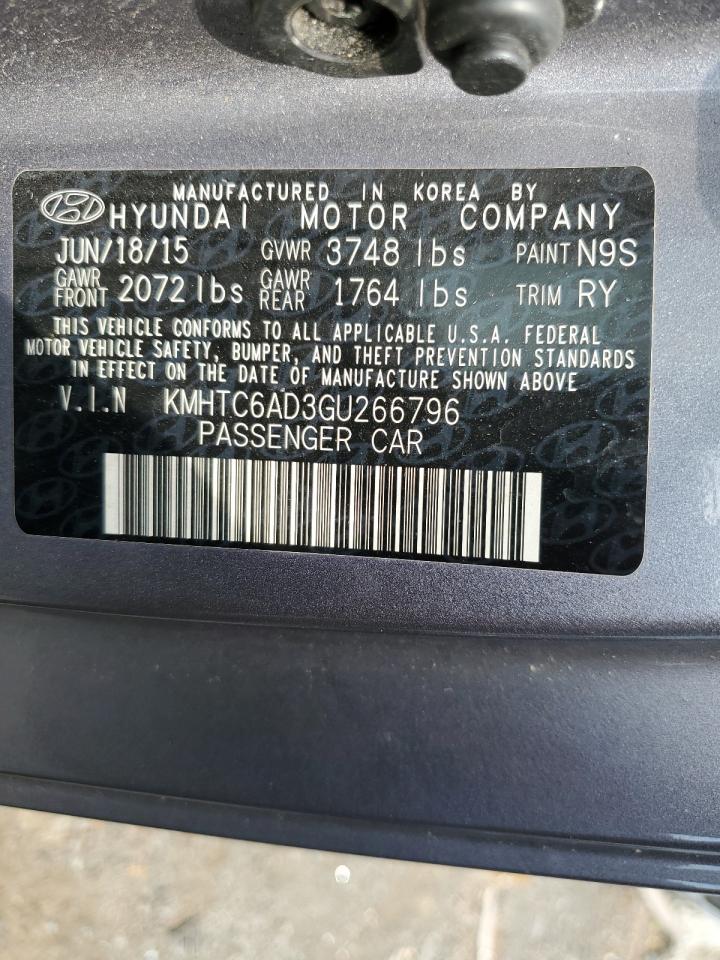 MANUFACTURED IN KOREA BY
HYUNDAI MOTOR COMPANY
JUN/18/15 GVWR 3748 lbs PAINT N9S
GAWR FRONT 2072 lbs GAWR REAR 1764 lbs TRIM RY
THIS VEHICLE CONFORMS TO ALL APPLICABLE U.S.A. FEDERAL
MOTOR VEHICLE SAFETY, BUMPER, AND THEFT PREVENTION STANDARDS
IN EFFECT ON THE DATE OF MANUFACTURE SHOWN ABOVE.
V.I.N KMHTC6AD3GU266796
PASSENGER CAR